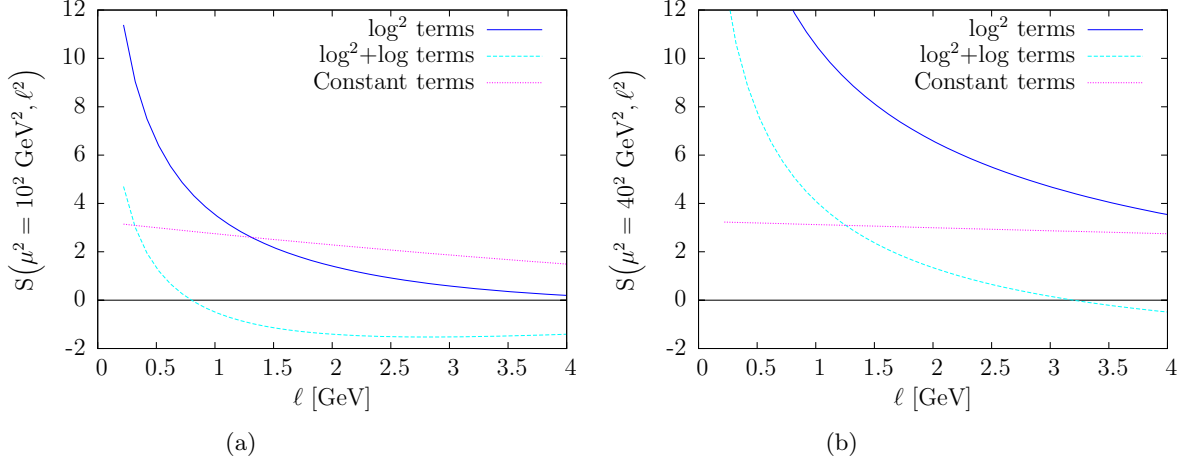 12
10
8
6
4
2
0
-2
S(μ² = 10² GeV², ℓ²)
log² terms
log²+log terms
Constant terms
0 0.5 1 1.5 2 2.5 3 3.5 4
ℓ [GeV]
(a)
12
10
8
6
4
2
0
-2
S(μ² = 40² GeV², ℓ²)
log² terms
log²+log terms
Constant terms
0 0.5 1 1.5 2 2.5 3 3.5 4
ℓ [GeV]
(b)